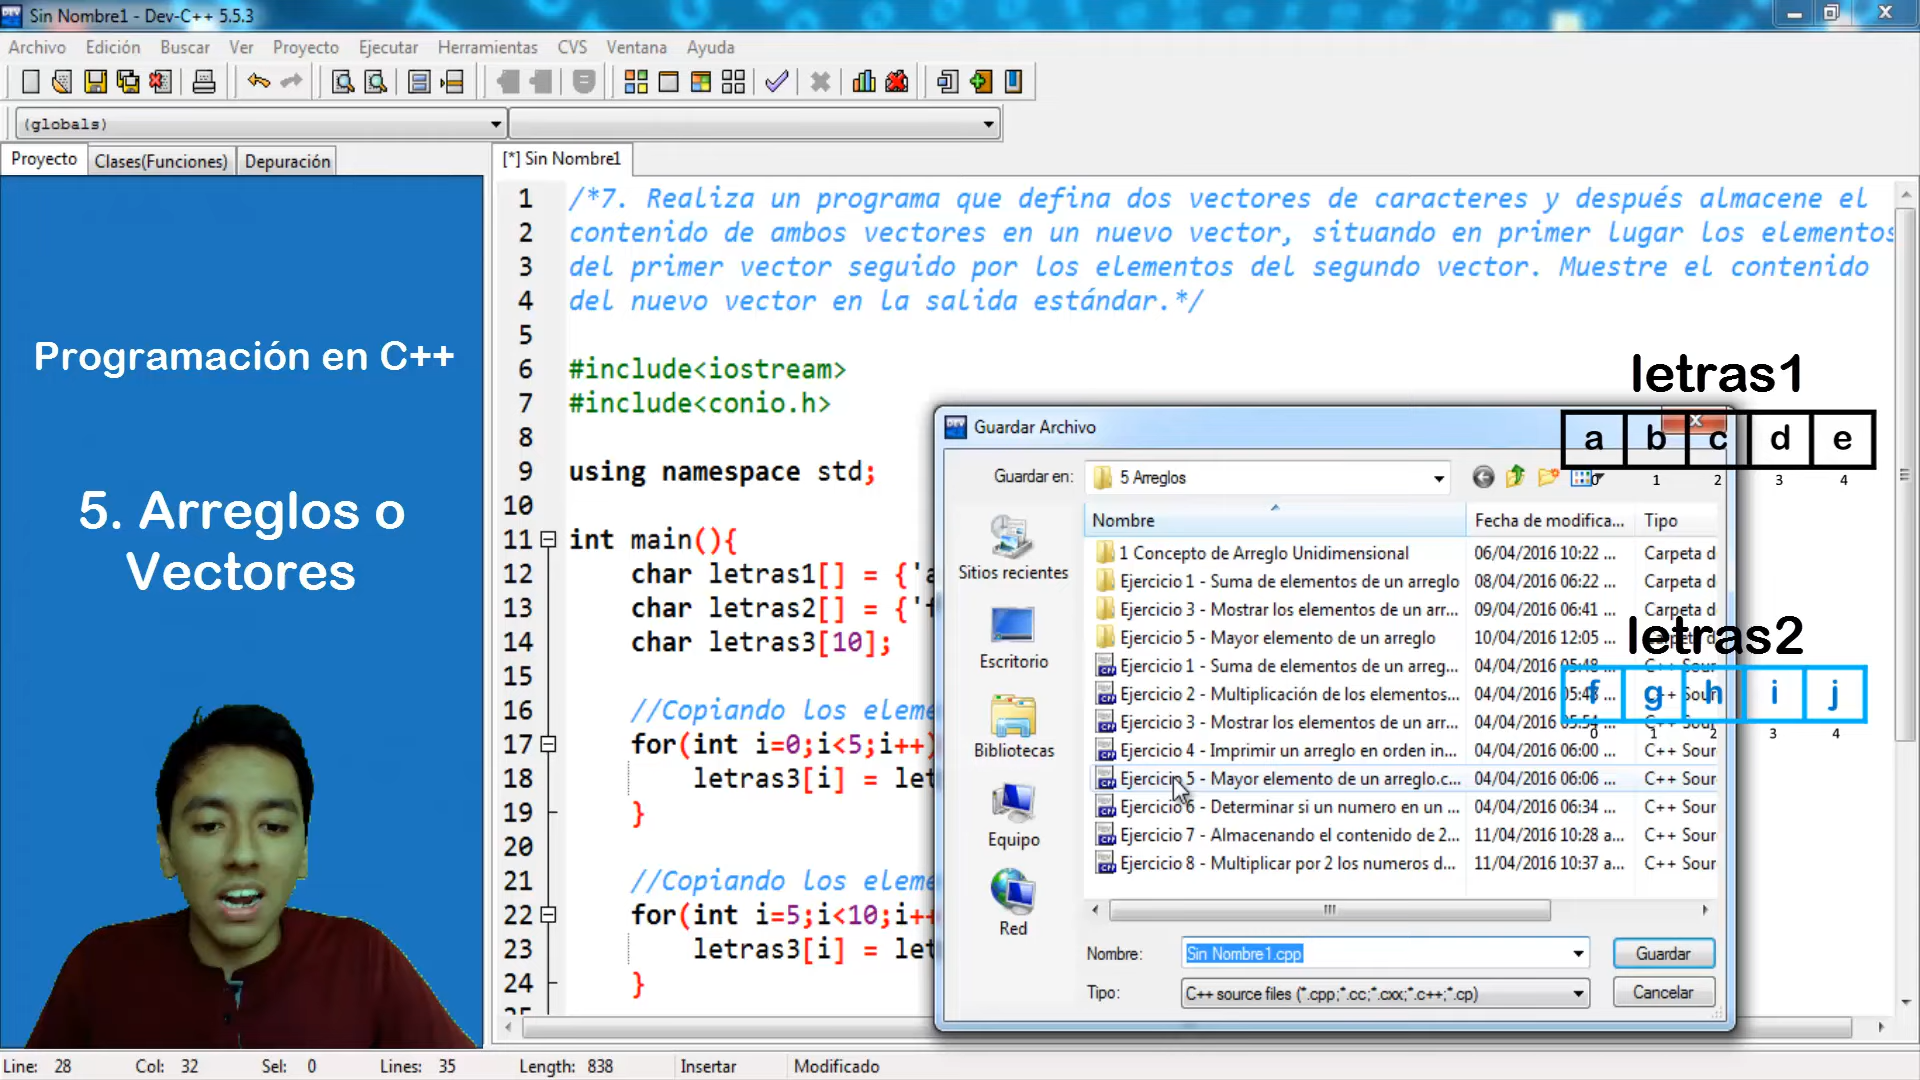 Sin Nombre1 - Dev-C++ 5.5.3
Archivo Edición Buscar Ver Proyecto Ejecutar Herramientas CVS Ventana Ayuda
(globals)
Proyecto Clases(Funciones) Depuración
[*] Sin Nombre1
Programación en C++
5. Arreglos o
Vectores
1 /*7. Realiza un programa que defina dos vectores de caracteres y después almacene el
2 contenido de ambos vectores en un nuevo vector, situando en primer lugar los elementos
3 del primer vector seguido por los elementos del segundo vector. Muestre el contenido
4 del nuevo vector en la salida estándar.*/
5
6 #include<iostream>
7 #include<conio.h>
8
9 using namespace std;
10
11 int main(){
12 char letras1[] = {'a
13 char letras2[] = {'f
14 char letras3[10];
15
16 //Copiando los eleme
17 for(int i=0;i<5;i++)
18 letras3[i] = let
19 }
20
21 //Copiando los eleme
22 for(int i=5;i<10;i++
23 letras3[i] = let
24 }
letras1
a b c d e
0 1 2 3 4
letras2
f g h i j
0 1 2 3 4
Guardar Archivo
Guardar en: 5 Arreglos
Sitios recientes
Escritorio
Bibliotecas
Equipo
Red
Nombre Fecha de modifica... Tipo
1 Concepto de Arreglo Unidimensional 06/04/2016 10:22 ... Carpeta d
Ejercicio 1 - Suma de elementos de un arreglo 08/04/2016 06:22 ... Carpeta d
Ejercicio 3 - Mostrar los elementos de un arr... 09/04/2016 06:41 ... Carpeta d
Ejercicio 5 - Mayor elemento de un arreglo 10/04/2016 12:05 ... Carpeta d
Ejercicio 1 - Suma de elementos de un arreg... 04/04/2016 05:48 ... C++ Sour
Ejercicio 2 - Multiplicación de los elementos... 04/04/2016 05:48 ... C++ Sour
Ejercicio 3 - Mostrar los elementos de un arr... 04/04/2016 05:54 ... C++ Sour
Ejercicio 4 - Imprimir un arreglo en orden in... 04/04/2016 06:00 ... C++ Sour
Ejercicio 5 - Mayor elemento de un arreglo.c... 04/04/2016 06:06 ... C++ Sour
Ejercicio 6 - Determinar si un numero en un ... 04/04/2016 06:34 ... C++ Sour
Ejercicio 7 - Almacenando el contenido de 2... 11/04/2016 10:28 a... C++ Sour
Ejercicio 8 - Multiplicar por 2 los numeros d... 11/04/2016 10:37 a... C++ Sour
Nombre: Sin Nombre1.cpp Guardar
Tipo: C++ source files (*.cpp;*.cc;*.cxx;*.c++;*.cp) Cancelar
Line: 28 Col: 32 Sel: 0 Lines: 35 Length: 838 Insertar Modificado